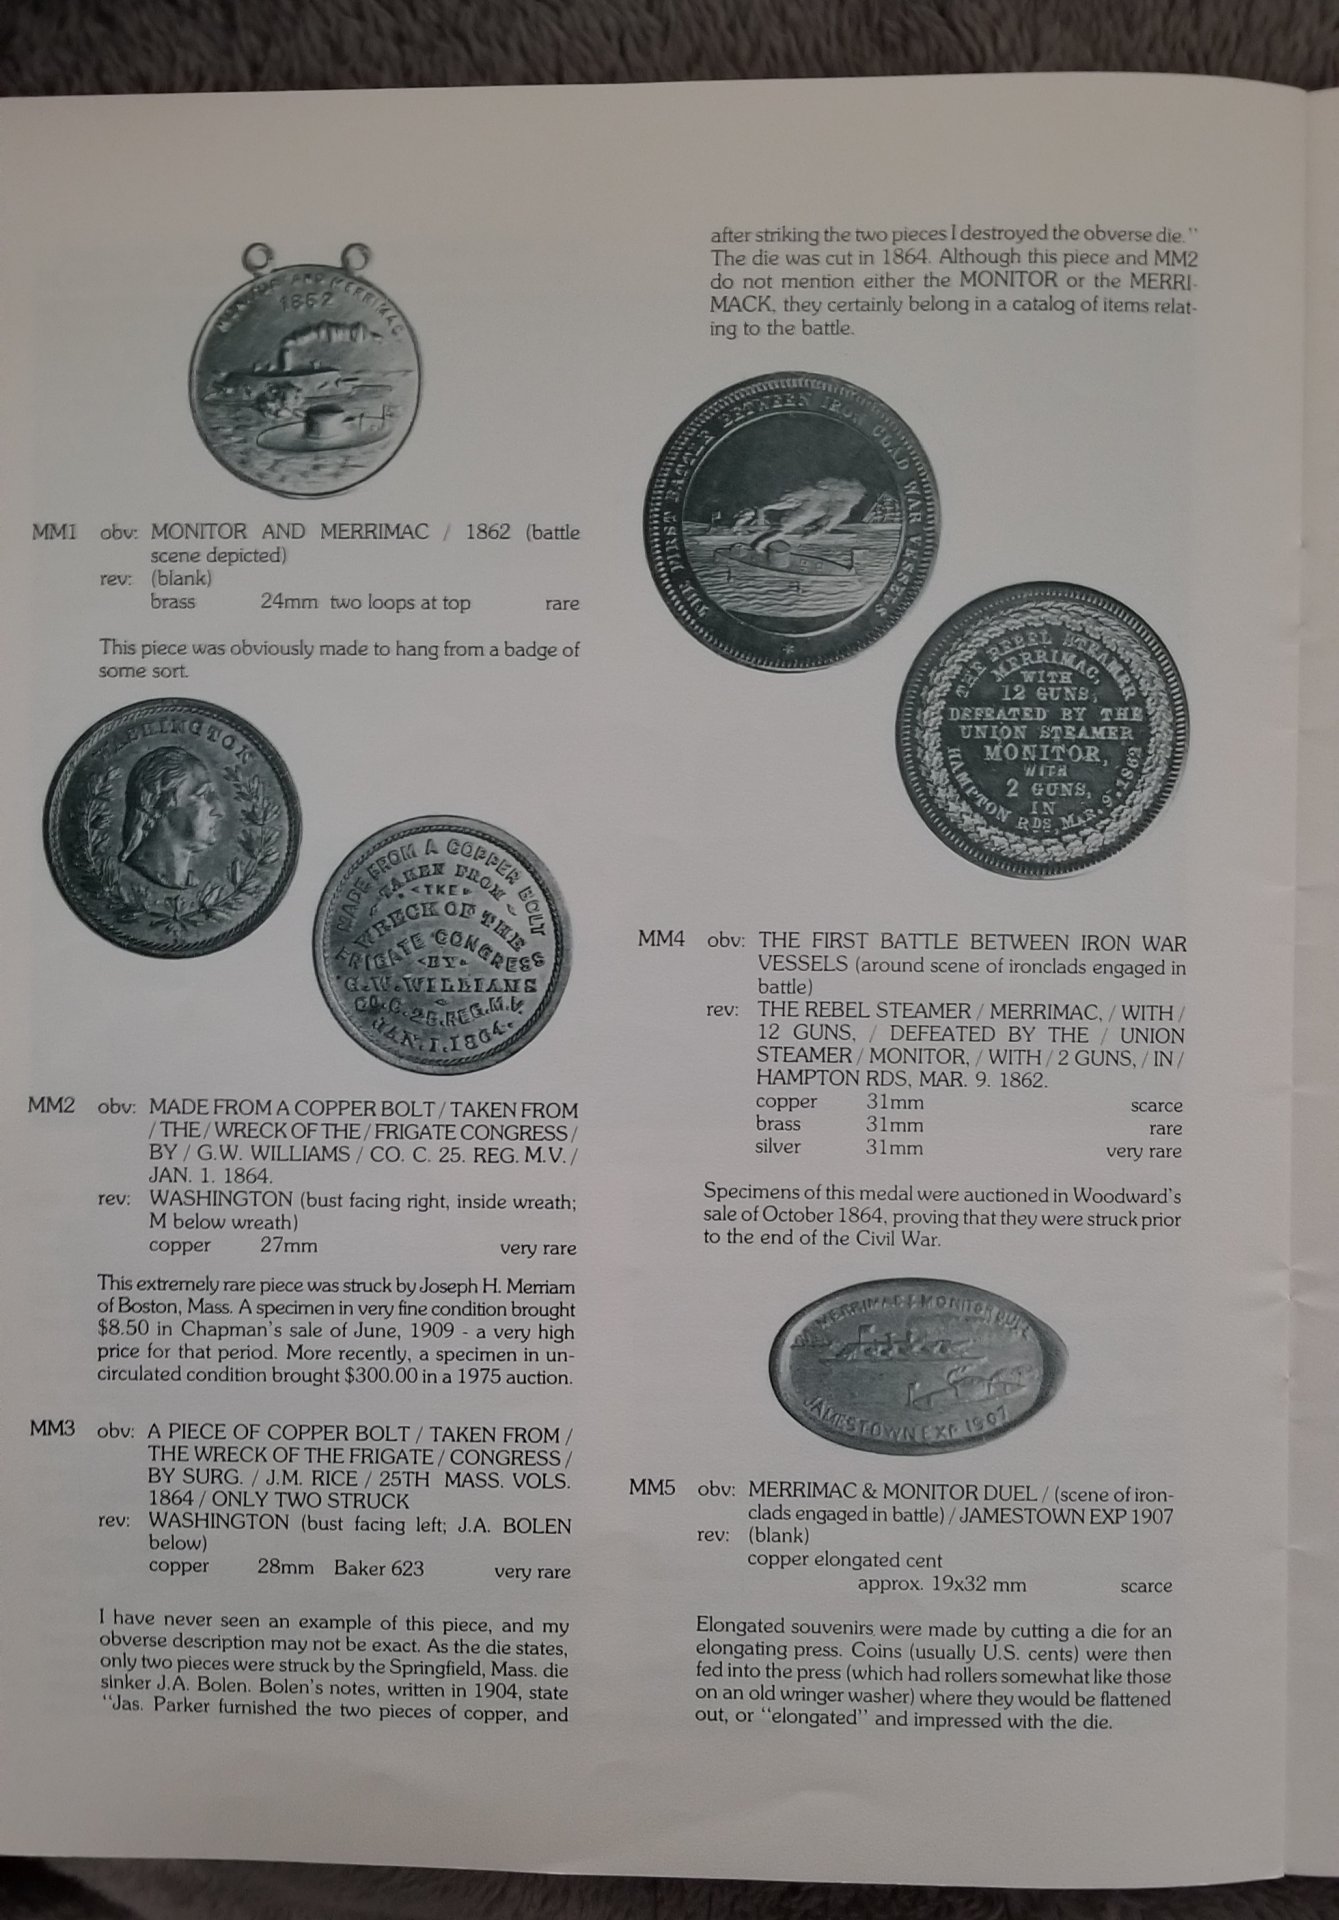 MONITOR AND MERRIMAC
1862
MM1 obv: MONITOR AND MERRIMAC / 1862 (battle
scene depicted)
rev: (blank)
brass 24mm two loops at top rare
This piece was obviously made to hang from a badge of
some sort.
WASHINGTON
MADE FROM A COPPER BOLT
TAKEN FROM
THE
WRECK OF THE
FRIGATE CONGRESS
BY
G.W. WILLIAMS
CO.C.25.REG.M.V.
JAN.1.1864.
MM2 obv: MADE FROM A COPPER BOLT / TAKEN FROM
/ THE / WRECK OF THE / FRIGATE CONGRESS /
BY / G.W. WILLIAMS / CO. C. 25. REG. M.V. /
JAN. 1. 1864.
rev: WASHINGTON (bust facing right, inside wreath;
M below wreath)
copper 27mm very rare
This extremely rare piece was struck by Joseph H. Merriam
of Boston, Mass. A specimen in very fine condition brought
$8.50 in Chapman's sale of June, 1909 - a very high
price for that period. More recently, a specimen in un-
circulated condition brought $300.00 in a 1975 auction.
MM3 obv: A PIECE OF COPPER BOLT / TAKEN FROM /
THE WRECK OF THE FRIGATE / CONGRESS /
BY SURG. / J.M. RICE / 25TH MASS. VOLS.
1864 / ONLY TWO STRUCK
rev: WASHINGTON (bust facing left; J.A. BOLEN
below)
copper 28mm Baker 623 very rare
I have never seen an example of this piece, and my
obverse description may not be exact. As the die states,
only two pieces were struck by the Springfield, Mass. die
sinker J.A. Bolen. Bolen's notes, written in 1904, state
"Jas. Parker furnished the two pieces of copper, and
after striking the two pieces I destroyed the obverse die."
The die was cut in 1864. Although this piece and MM2
do not mention either the MONITOR or the MERRI-
MACK, they certainly belong in a catalog of items relat-
ing to the battle.
THE FIRST BATTLE BETWEEN IRON CLAD WAR VESSELS
THE REBEL STEAMER
MERRIMAC,
WITH
12 GUNS,
DEFEATED BY THE
UNION STEAMER
MONITOR,
WITH
2 GUNS,
IN
HAMPTON RDS, MAR. 9. 1862
MM4 obv: THE FIRST BATTLE BETWEEN IRON WAR
VESSELS (around scene of ironclads engaged in
battle)
rev: THE REBEL STEAMER / MERRIMAC, / WITH /
12 GUNS, / DEFEATED BY THE / UNION
STEAMER / MONITOR, / WITH / 2 GUNS, / IN /
HAMPTON RDS, MAR. 9. 1862.
copper 31mm scarce
brass 31mm rare
silver 31mm very rare
Specimens of this medal were auctioned in Woodward's
sale of October 1864, proving that they were struck prior
to the end of the Civil War.
MERRIMAC & MONITOR DUEL
JAMESTOWN EXP 1907
MM5 obv: MERRIMAC & MONITOR DUEL / (scene of iron-
clads engaged in battle) / JAMESTOWN EXP 1907
rev: (blank)
copper elongated cent
approx. 19x32 mm scarce
Elongated souvenirs were made by cutting a die for an
elongating press. Coins (usually U.S. cents) were then
fed into the press (which had rollers somewhat like those
on an old wringer washer) where they would be flattened
out, or "elongated" and impressed with the die.